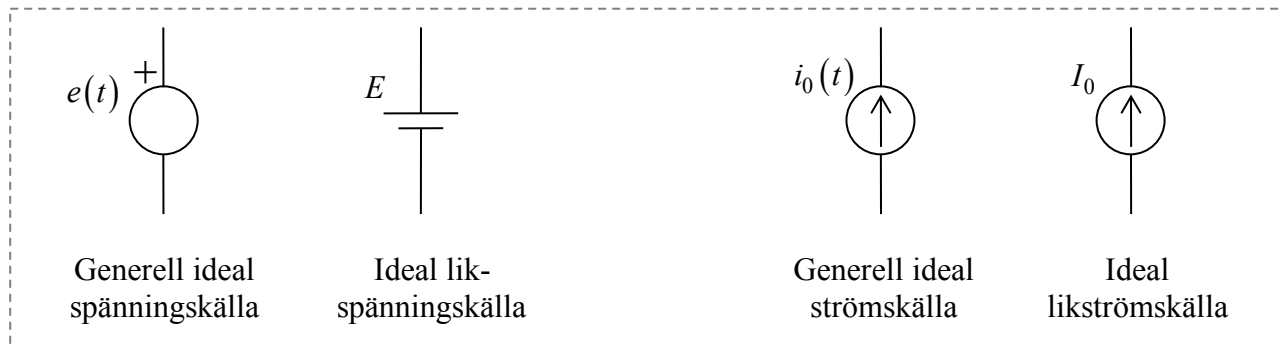 +
e(t)
E
i₀(t)
I₀
Generell ideal
spänningskälla
Ideal lik-
spänningskälla
Generell ideal
strömskälla
Ideal
likströmskälla